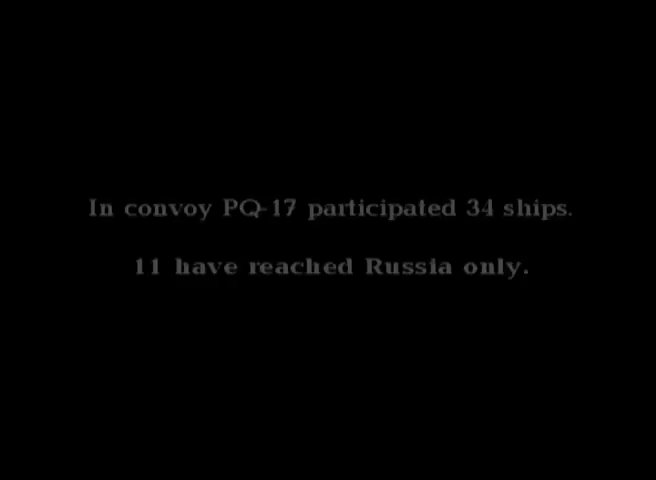 In convoy PQ-17 participated 34 ships.
11 have reached Russia only.